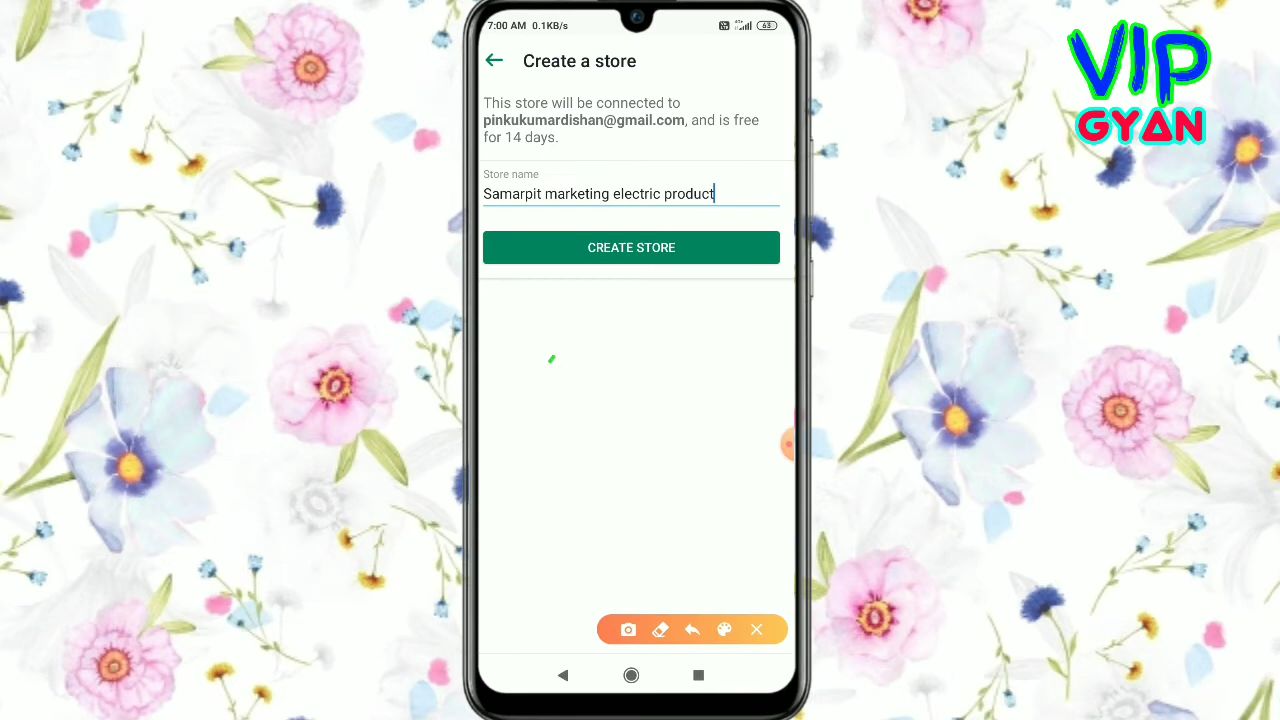 7:00 AM 0.1KB/s
63
Create a store
This store will be connected to
pinkukumardishan@gmail.com, and is free
for 14 days.
Store name
Samarpit marketing electric product
CREATE STORE
VIP
GYAN